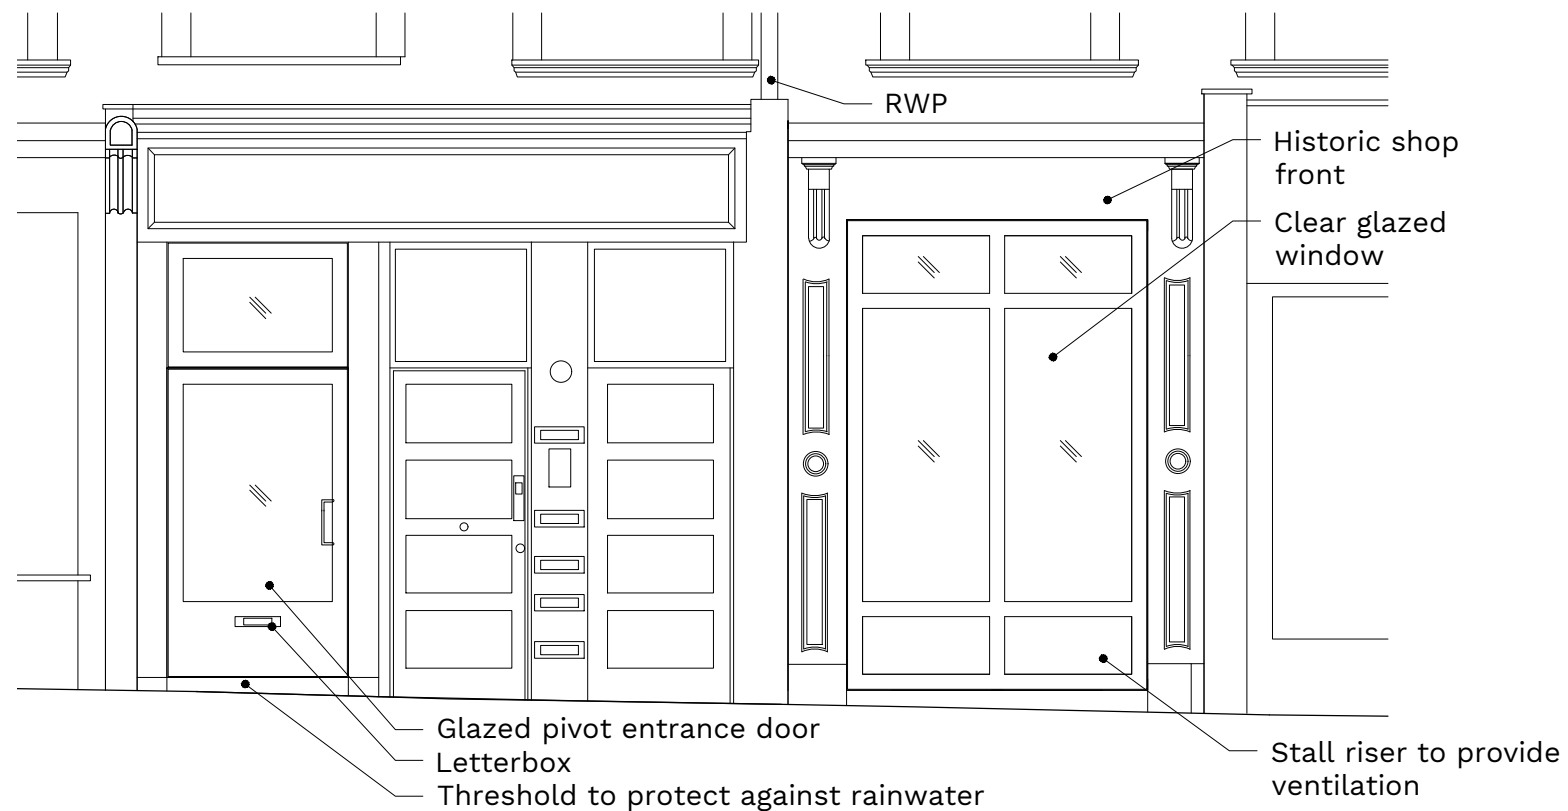 RWP
Historic shop
front
Clear glazed
window
Glazed pivot entrance door
Letterbox
Threshold to protect against rainwater
Stall riser to provide
ventilation